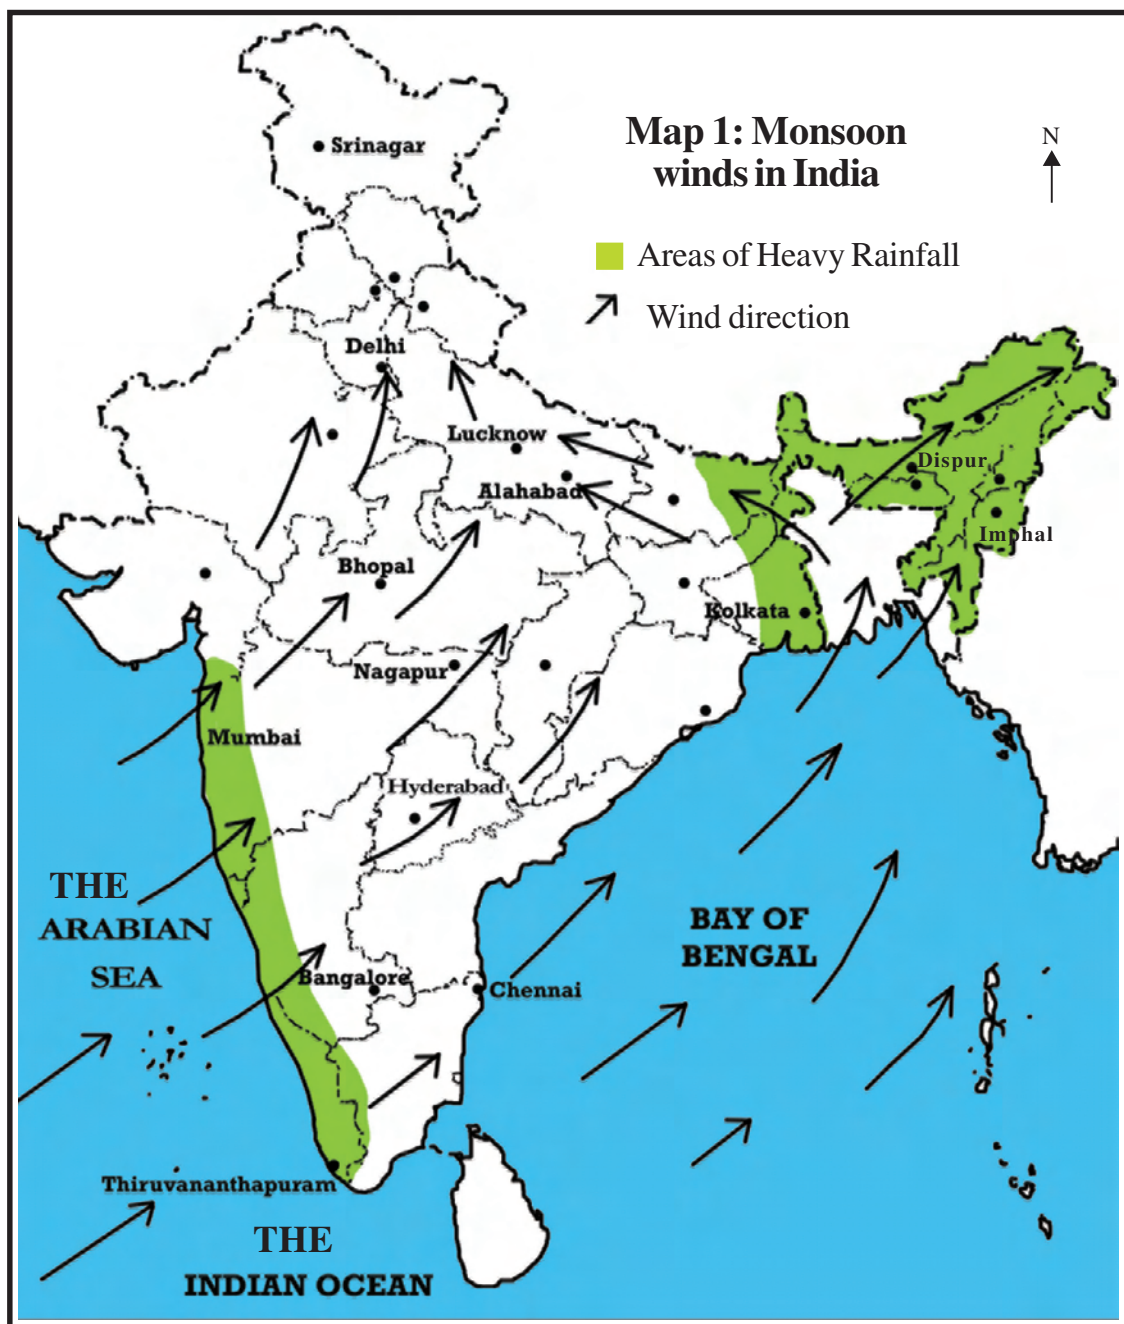 Map 1: Monsoon
winds in India
N
Areas of Heavy Rainfall
Wind direction
Srinagar
Delhi
Lucknow
Alahabad
Dispur
Imphal
Bhopal
Kolkata
Nagapur
Mumbai
Hyderabad
THE
ARABIAN
SEA
BAY OF
BENGAL
Bangalore
Chennai
Thiruvananthapuram
THE
INDIAN OCEAN